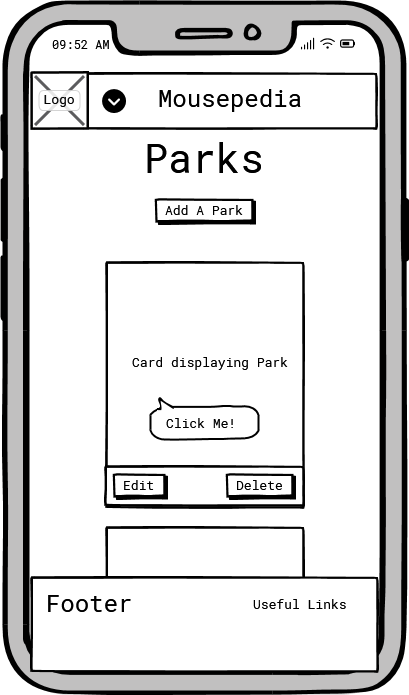 09:52 AM
Logo
Mousepedia
Parks
Add A Park
Card displaying Park
Click Me!
Edit
Delete
Footer
Useful Links